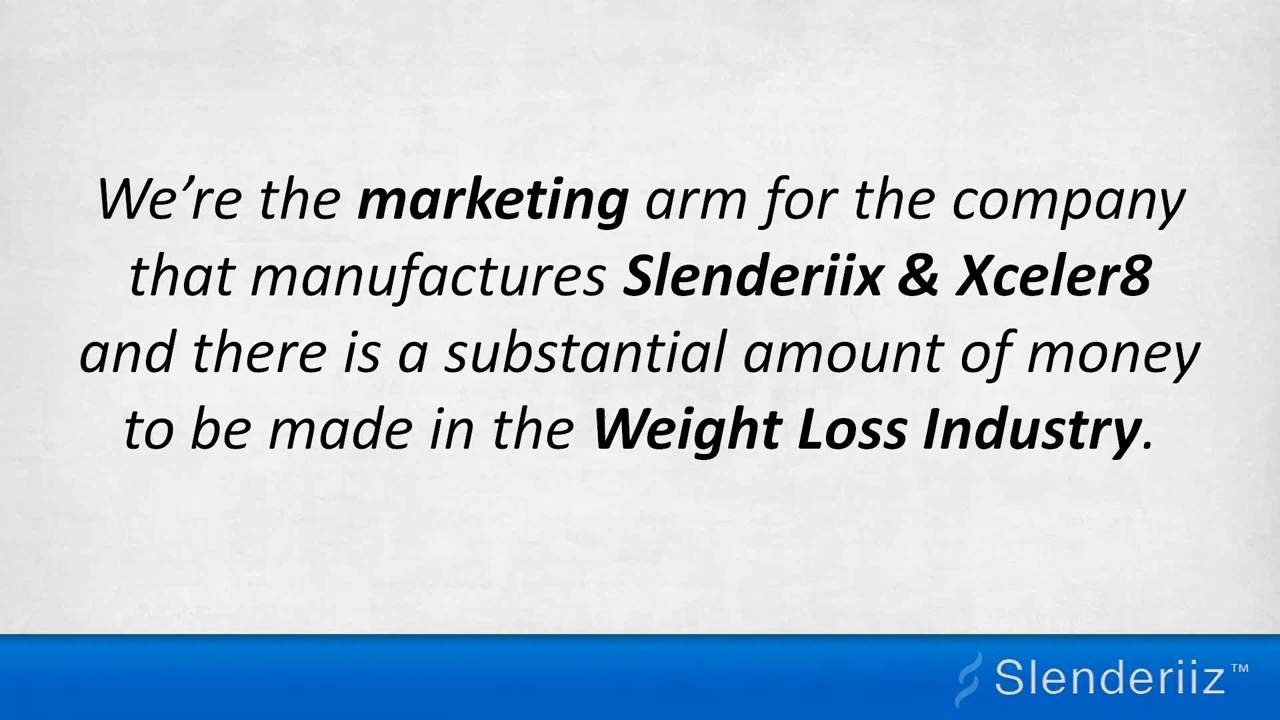 We’re the marketing arm for the company
that manufactures Slenderiix & Xceler8
and there is a substantial amount of money
to be made in the Weight Loss Industry.
Slenderiiz™